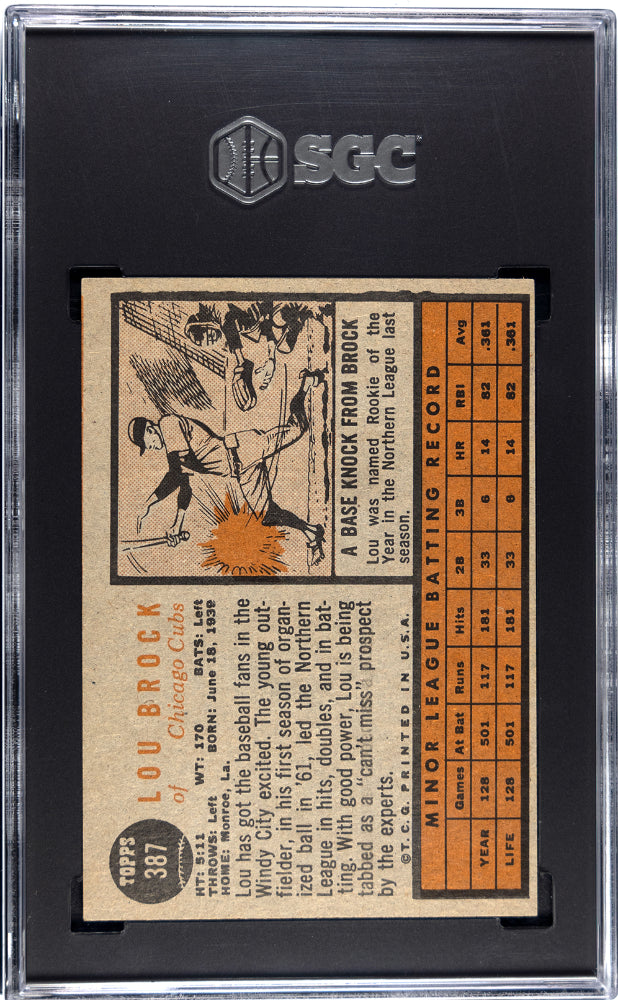 SGC
TOPPS
387
LOU BROCK
of Chicago Cubs
HT: 5:11 WT: 170 BATS: Left
THROWS: Left BORN: June 18, 1939
HOME: Monroe, La.
Lou has got the baseball fans in the
Windy City excited. The young out-
fielder, in his first season of organ-
ized ball in '61, led the Northern
League in hits, doubles, and in bat-
ting. With good power, Lou is being
tabbed as a "can't miss" prospect
by the experts.
©T.C.G. PRINTED IN U.S.A.
A BASE KNOCK FROM BROCK
Lou was named Rookie of the
Year in the Northern League last
season.
MINOR LEAGUE BATTING RECORD
Games At Bat Runs Hits 2B 3B HR RBI Avg
YEAR 128 501 117 181 33 6 14 82 .361
LIFE 128 501 117 181 33 6 14 82 .361